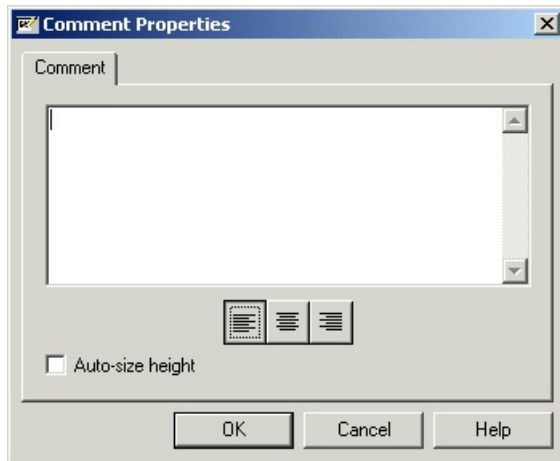 Comment Properties
Comment
Auto-size height
OK Cancel Help